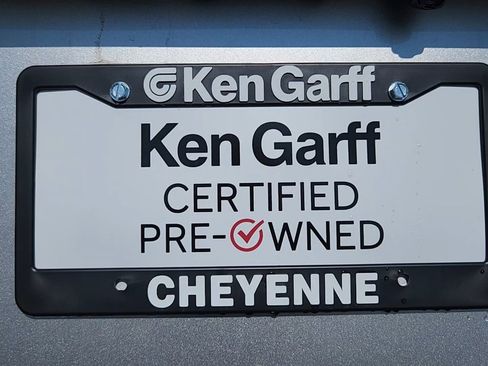 Ken Garff
Ken Garff
CERTIFIED
PRE-OWNED
CHEYENNE